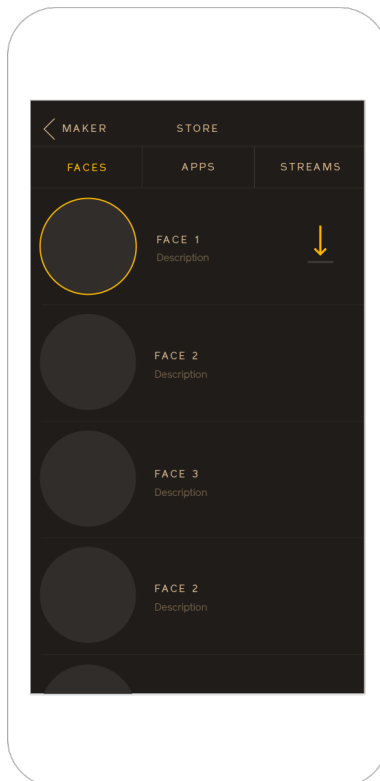 MAKER STORE
FACES APPS STREAMS
FACE 1
Description
FACE 2
Description
FACE 3
Description
FACE 2
Description